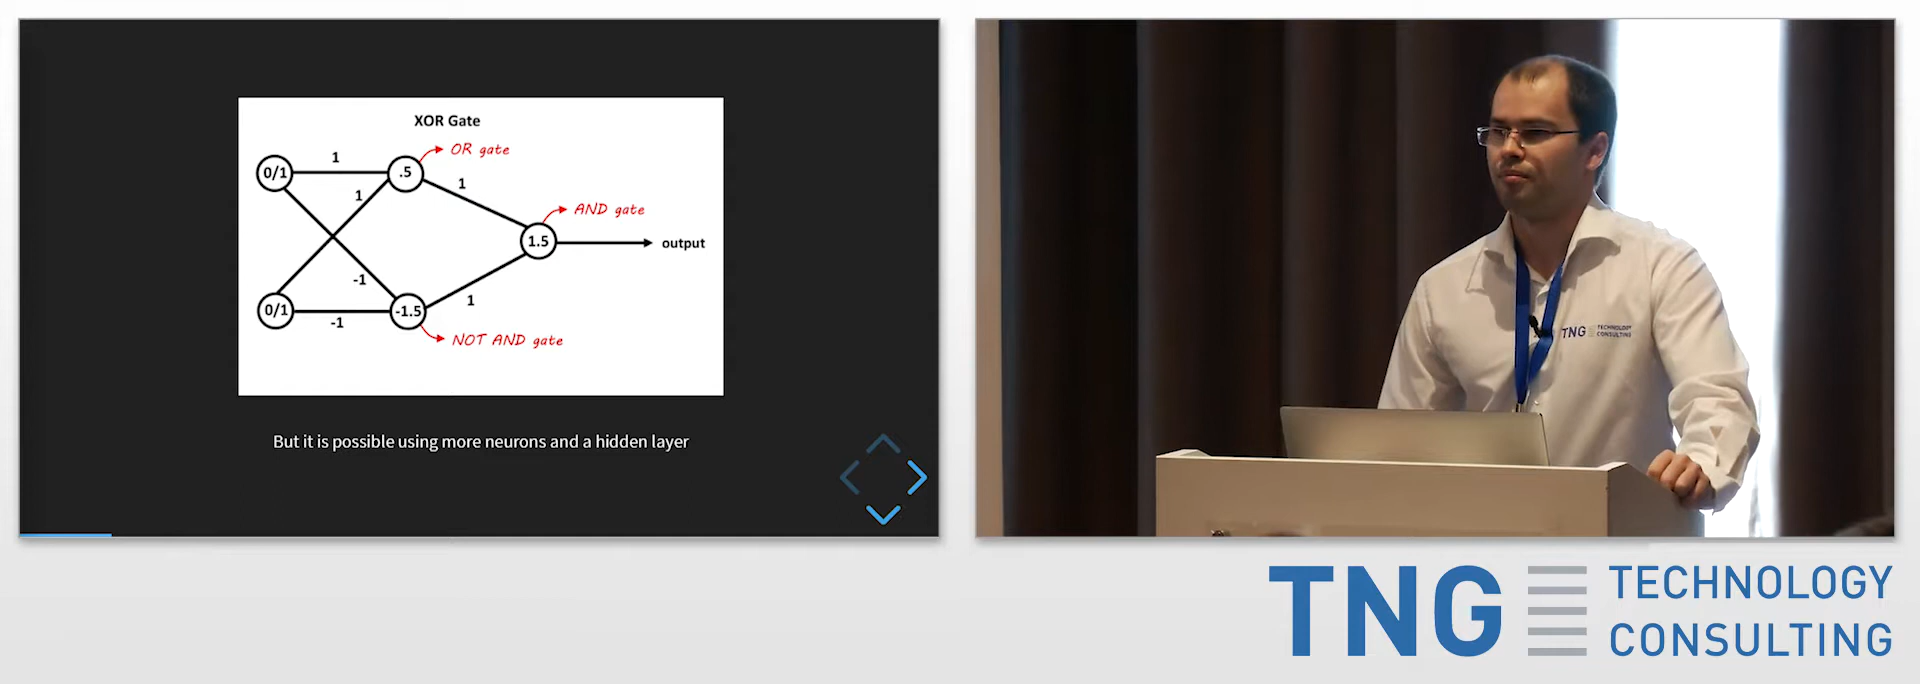 XOR Gate
0/1
1
.5
OR gate
1
1
1.5
AND gate
output
-1
0/1
-1
-1.5
1
NOT AND gate
But it is possible using more neurons and a hidden layer
TNG TECHNOLOGY
CONSULTING
TNG TECHNOLOGY
CONSULTING